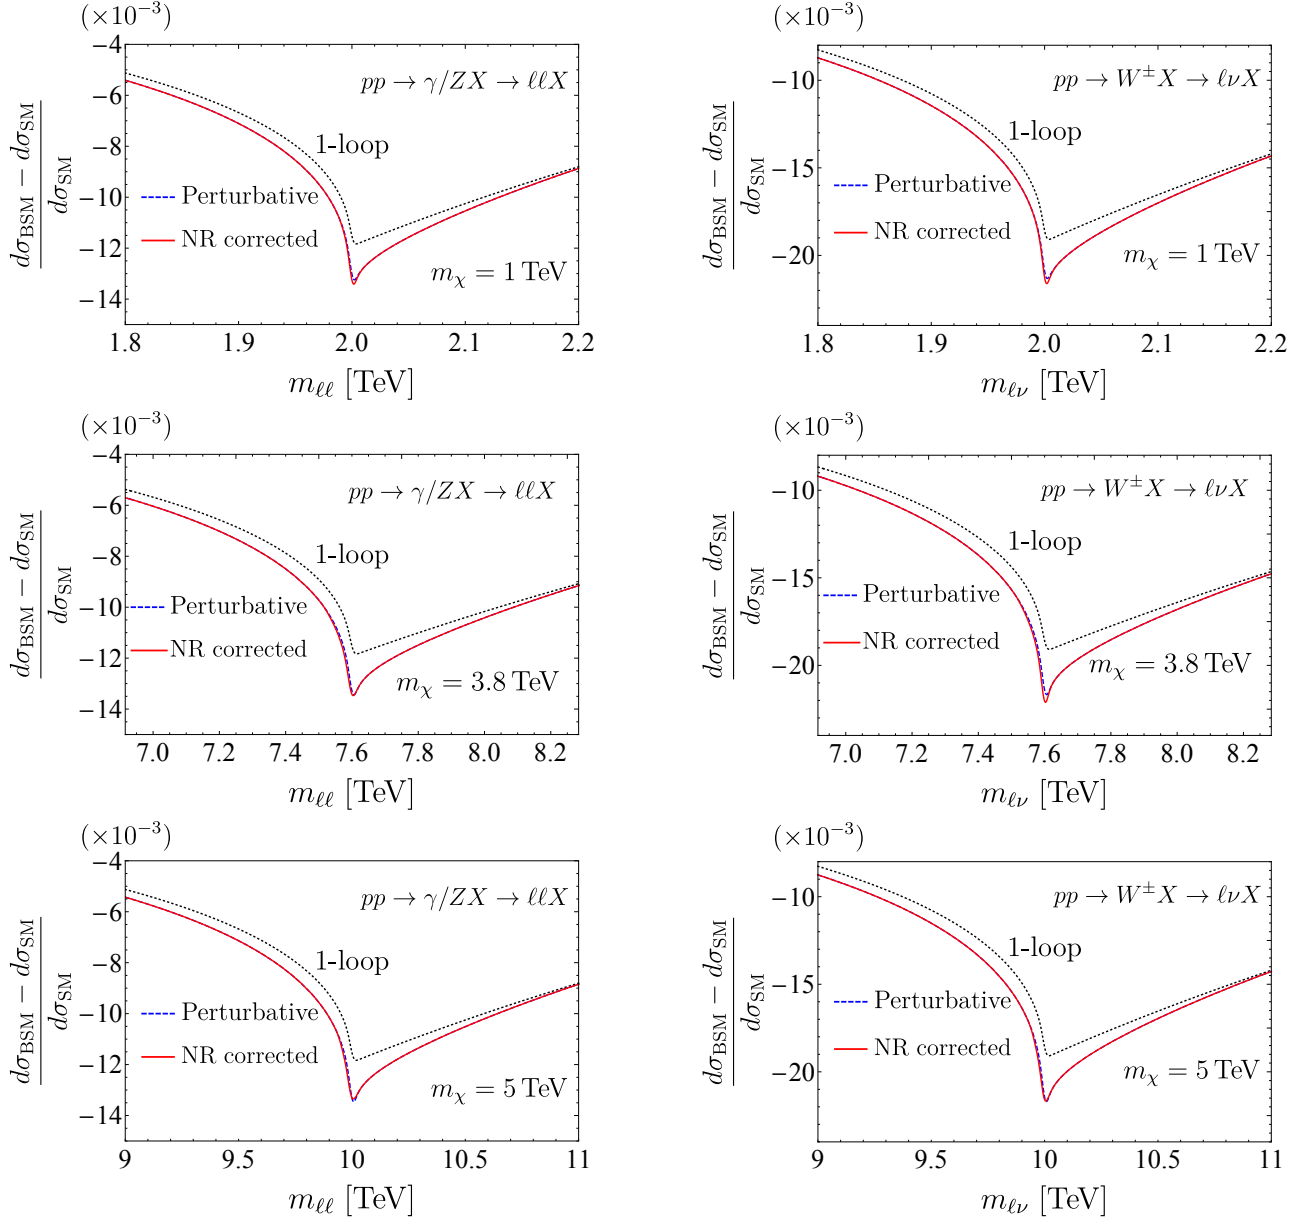 (×10⁻³)
−4
−6
−8
−10
−12
−14
dσ_BSM − dσ_SM
dσ_SM
pp → γ/ZX → ℓℓX
1-loop
Perturbative
NR corrected
m_χ = 1 TeV
1.8 1.9 2.0 2.1 2.2
m_ℓℓ [TeV]
(×10⁻³)
−10
−15
−20
dσ_BSM − dσ_SM
dσ_SM
pp → W^±X → ℓνX
1-loop
Perturbative
NR corrected
m_χ = 1 TeV
1.8 1.9 2.0 2.1 2.2
m_ℓν [TeV]
(×10⁻³)
−4
−6
−8
−10
−12
−14
dσ_BSM − dσ_SM
dσ_SM
pp → γ/ZX → ℓℓX
1-loop
Perturbative
NR corrected
m_χ = 3.8 TeV
7.0 7.2 7.4 7.6 7.8 8.0 8.2
m_ℓℓ [TeV]
(×10⁻³)
−10
−15
−20
dσ_BSM − dσ_SM
dσ_SM
pp → W^±X → ℓνX
1-loop
Perturbative
NR corrected
m_χ = 3.8 TeV
7.0 7.2 7.4 7.6 7.8 8.0 8.2
m_ℓν [TeV]
(×10⁻³)
−4
−6
−8
−10
−12
−14
dσ_BSM − dσ_SM
dσ_SM
pp → γ/ZX → ℓℓX
1-loop
Perturbative
NR corrected
m_χ = 5 TeV
9 9.5 10 10.5 11
m_ℓℓ [TeV]
(×10⁻³)
−10
−15
−20
dσ_BSM − dσ_SM
dσ_SM
pp → W^±X → ℓνX
1-loop
Perturbative
NR corrected
m_χ = 5 TeV
9 9.5 10 10.5 11
m_ℓν [TeV]